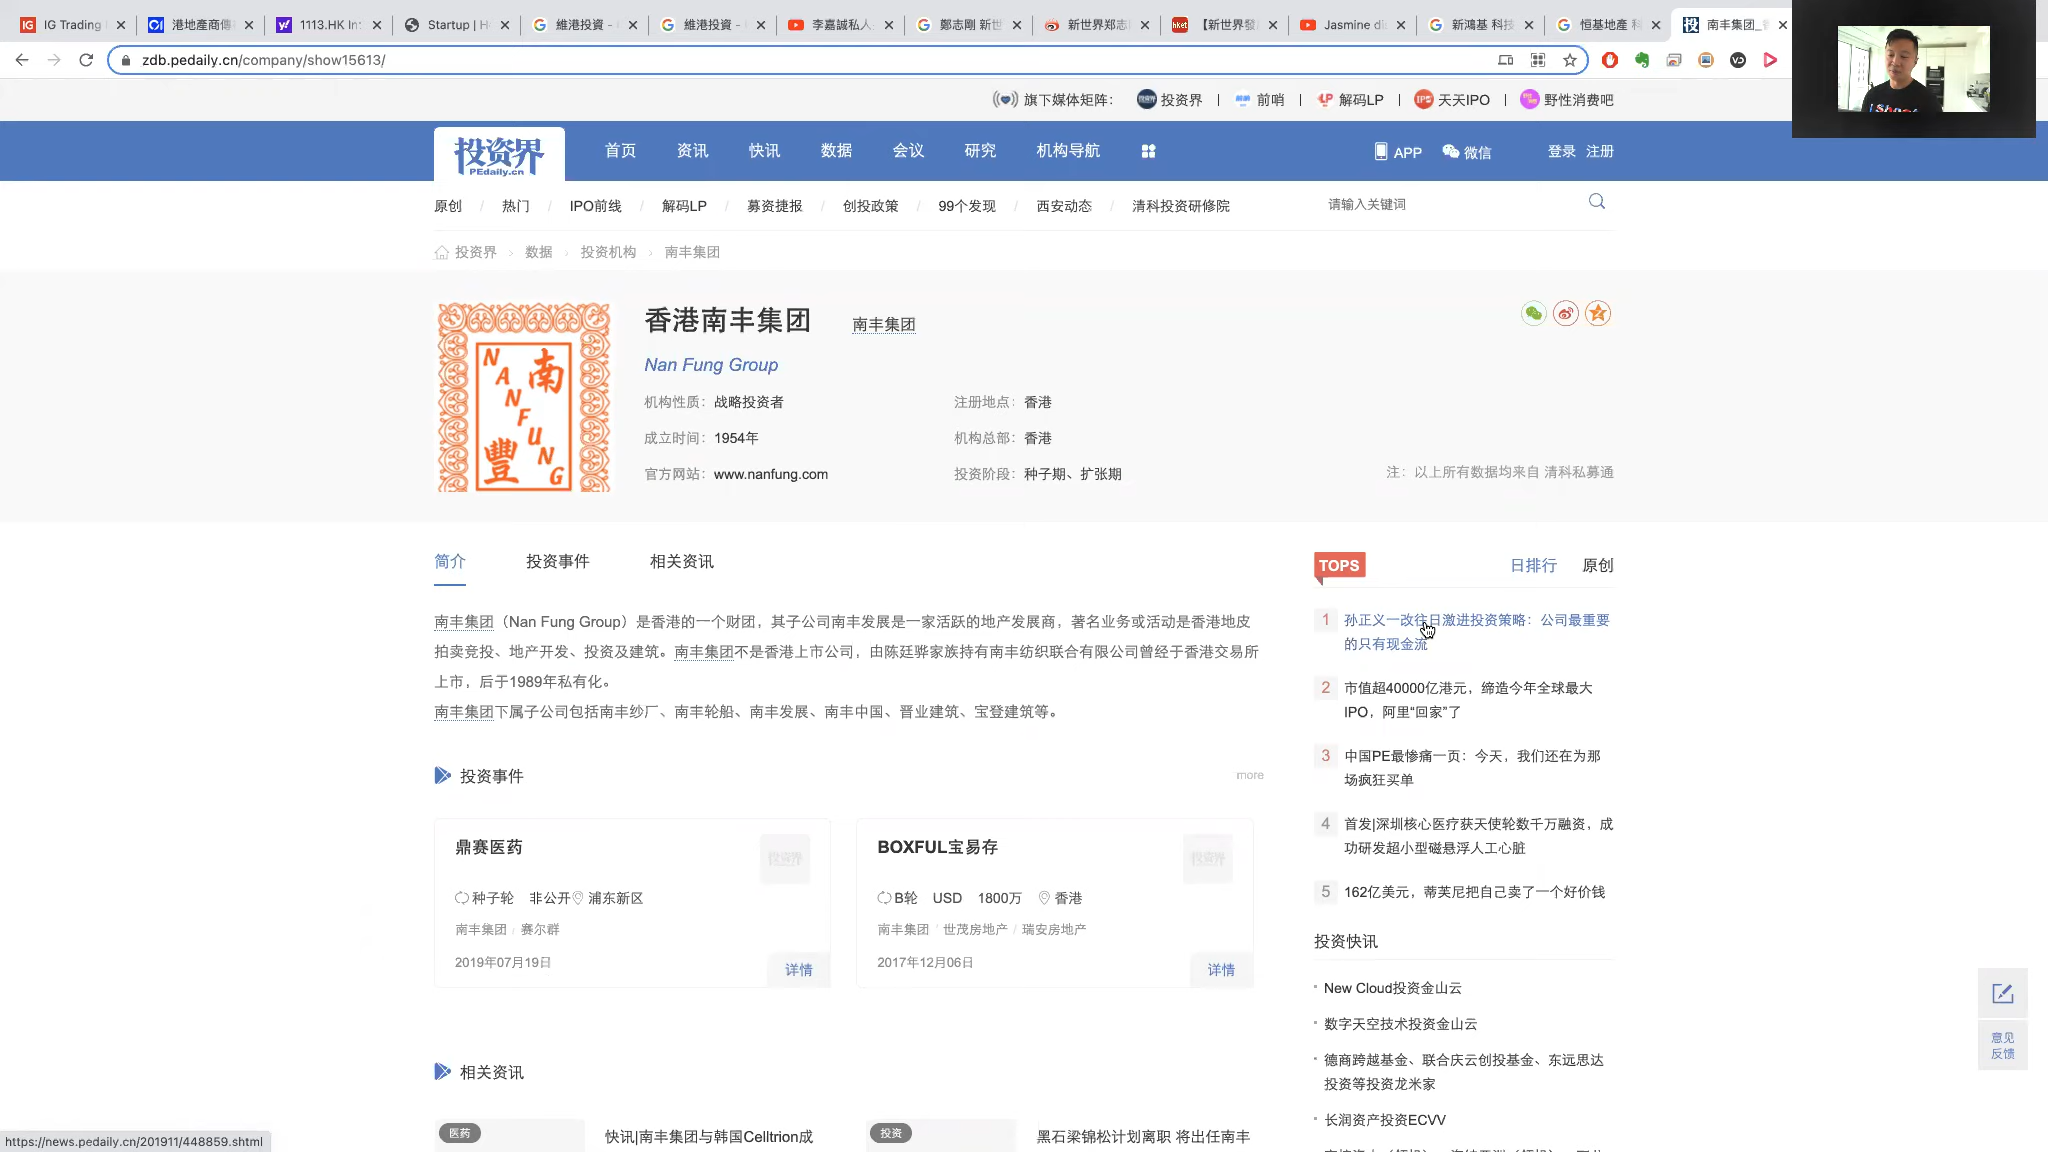 IG Trading
港地產商傳
1113.HK In
Startup | H
維港投資 -
維港投資 -
李嘉誠私人
鄭志剛 新世
新世界郑志
【新世界發
Jasmine di
新鴻基 科技
恒基地產 科
南丰集团_
zdb.pedaily.cn/company/show15613/
旗下媒体矩阵： 投资界 | 前哨 | 解码LP | 天天IPO | 野性消费吧
投资界
PEdaily.cn
首页 资讯 快讯 数据 会议 研究 机构导航 APP 微信 登录 注册
原创 / 热门 / IPO前线 / 解码LP / 募资捷报 / 创投政策 / 99个发现 / 西安动态 / 清科投资研修院 请输入关键词
投资界 › 数据 › 投资机构 › 南丰集团
NAN FUNG
南豐
香港南丰集团 南丰集团
Nan Fung Group
机构性质： 战略投资者 注册地点： 香港
成立时间： 1954年 机构总部： 香港
官方网站： www.nanfung.com 投资阶段： 种子期、扩张期
注：以上所有数据均来自 清科私募通
简介 投资事件 相关资讯
南丰集团（Nan Fung Group）是香港的一个财团，其子公司南丰发展是一家活跃的地产发展商，著名业务或活动是香港地皮
拍卖竞投、地产开发、投资及建筑。南丰集团不是香港上市公司，由陈廷骅家族持有南丰纺织联合有限公司曾经于香港交易所
上市，后于1989年私有化。
南丰集团下属子公司包括南丰纱厂、南丰轮船、南丰发展、南丰中国、晋业建筑、宝登建筑等。
投资事件 more
鼎赛医药
投资界
种子轮 非公开 浦东新区
南丰集团 / 赛尔群
2019年07月19日
详情
BOXFUL宝易存
投资界
B轮 USD 1800万 香港
南丰集团 / 世茂房地产 / 瑞安房地产
2017年12月06日
详情
相关资讯
医药
快讯|南丰集团与韩国Celltrion成
投资
黑石梁锦松计划离职 将出任南丰
TOPS 日排行 原创
1 孙正义一改往日激进投资策略：公司最重要
的只有现金流
2 市值超40000亿港元，缔造今年全球最大
IPO，阿里“回家”了
3 中国PE最惨痛一页：今天，我们还在为那
场疯狂买单
4 首发|深圳核心医疗获天使轮数千万融资，成
功研发超小型磁悬浮人工心脏
5 162亿美元，蒂芙尼把自己卖了一个好价钱
投资快讯
New Cloud投资金山云
数字天空技术投资金山云
德商跨越基金、联合庆云创投基金、东远思达
投资等投资龙米家
长润资产投资ECVV
意见
反馈
https://news.pedaily.cn/201911/448859.shtml